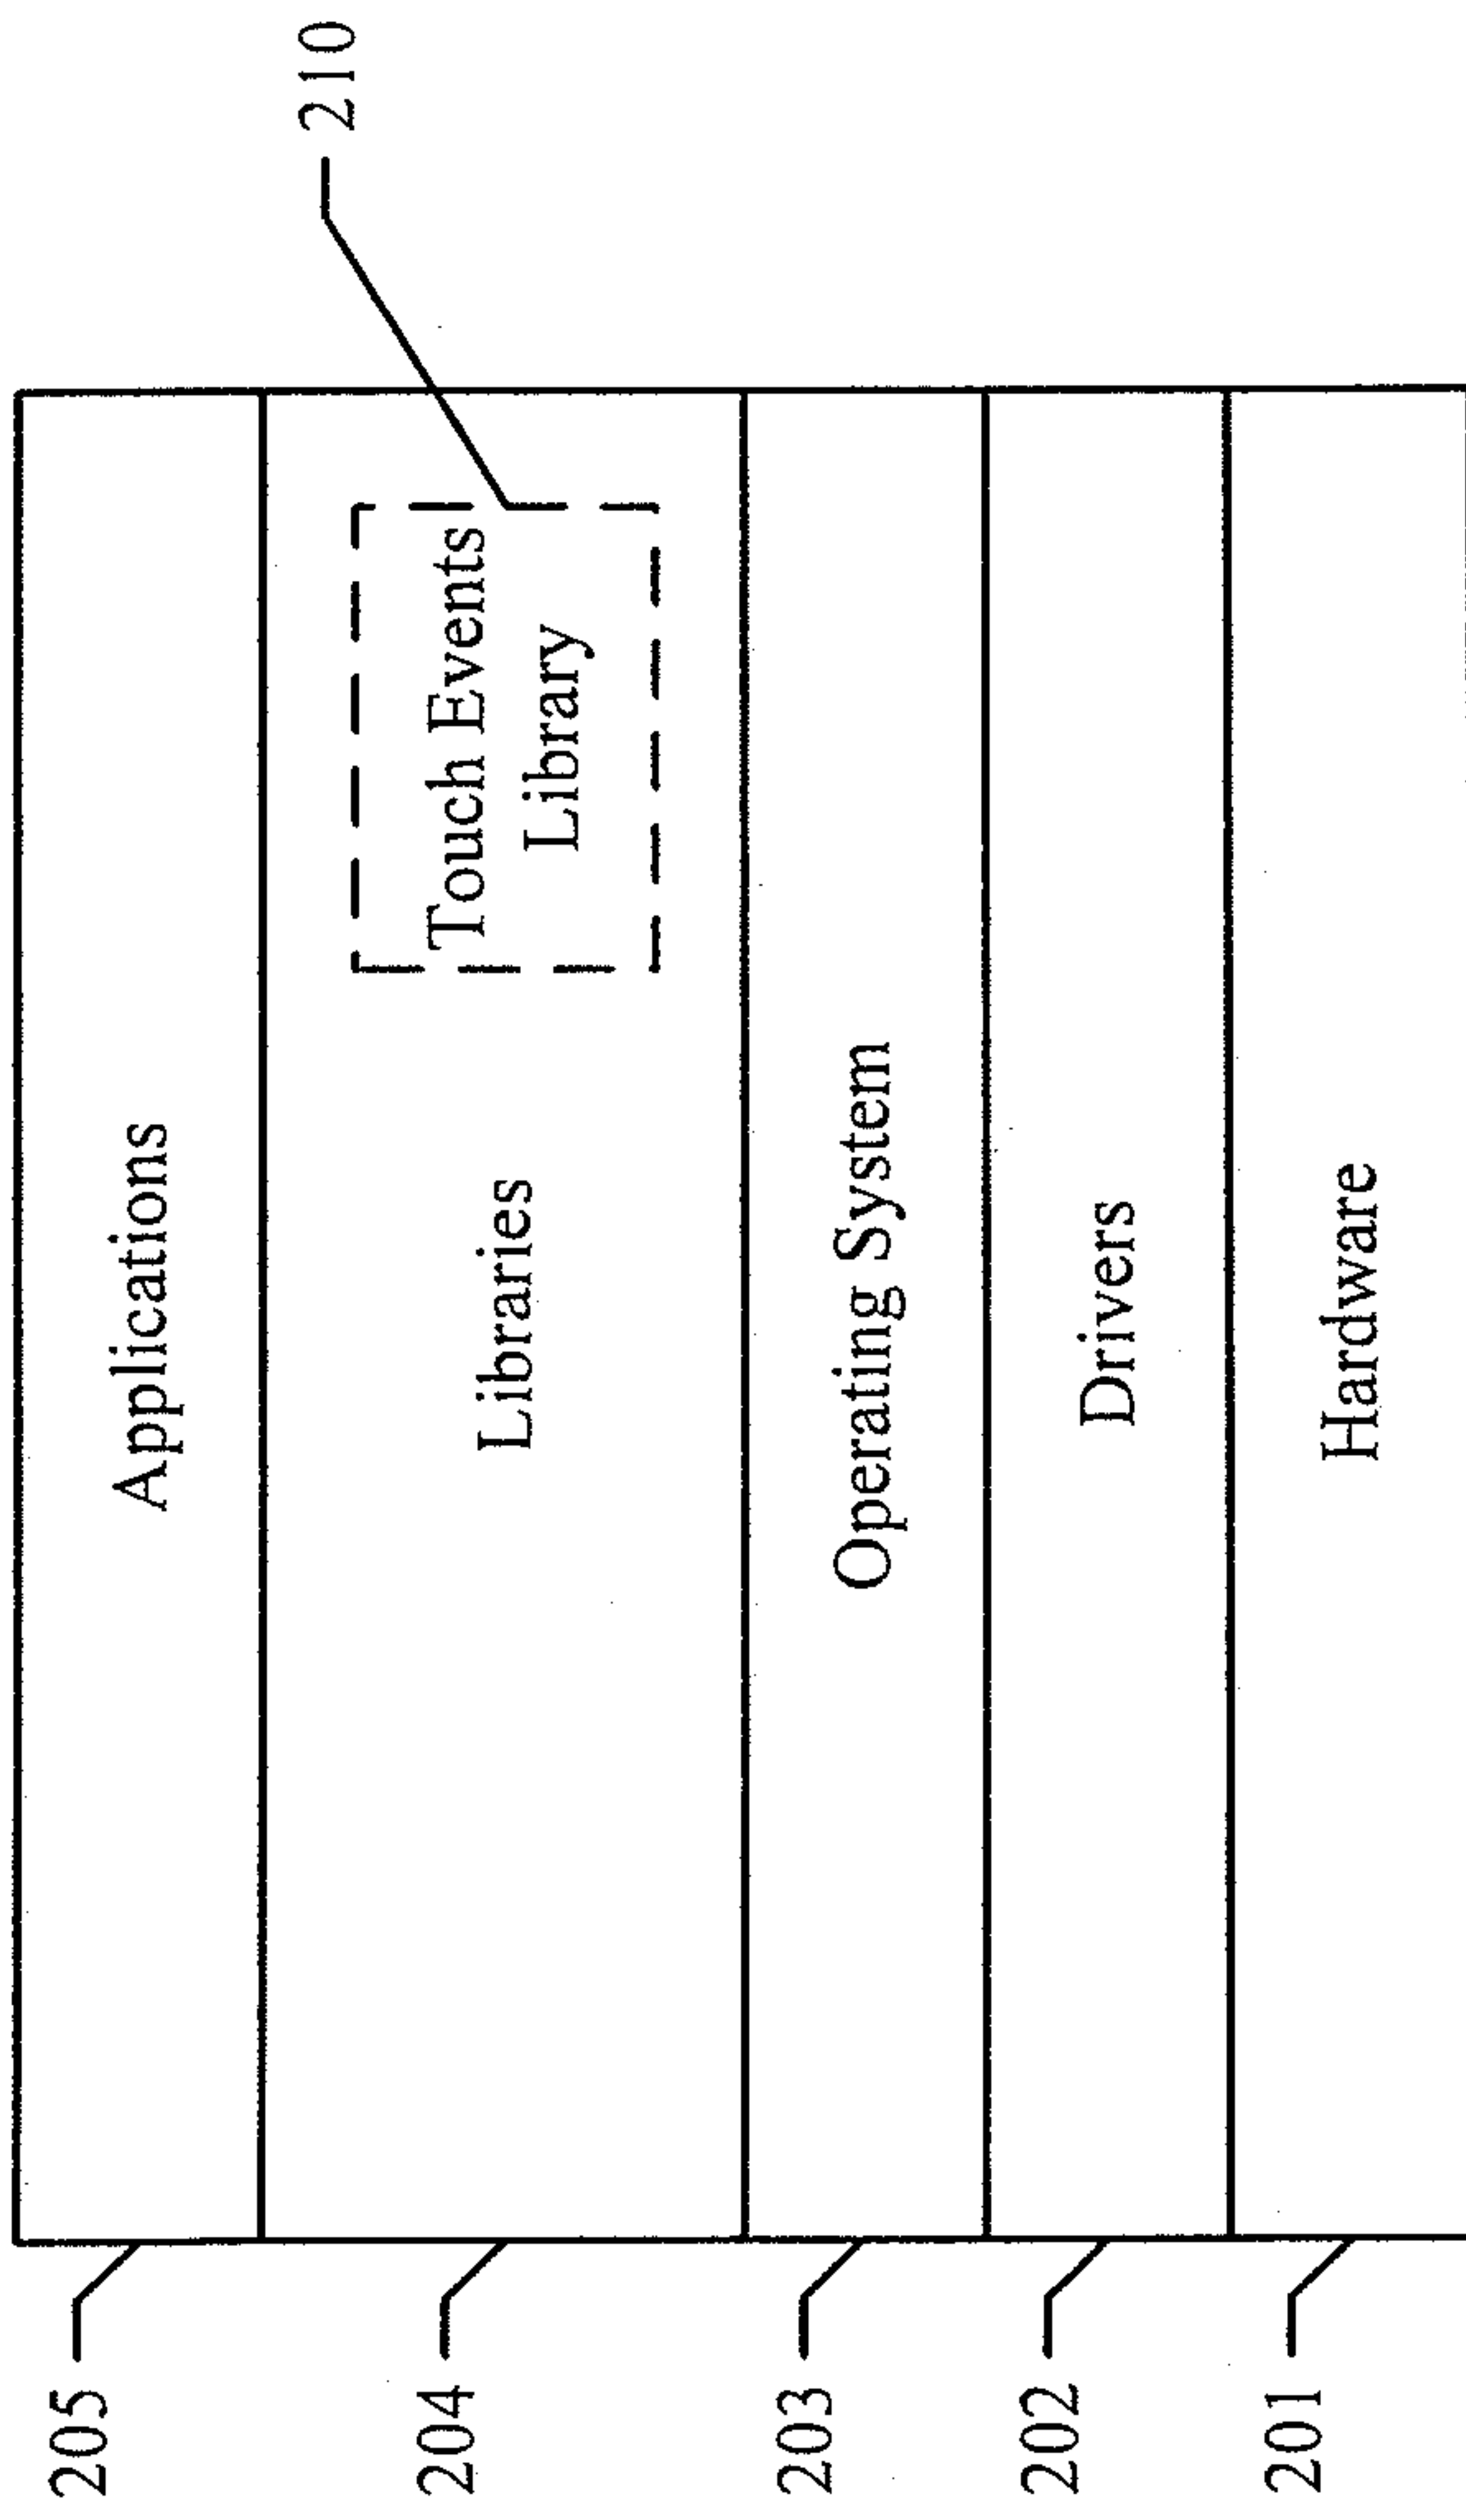 210
205
Applications
204
Libraries
Touch Events
Library
203
Operating System
202
Drivers
201
Hardware